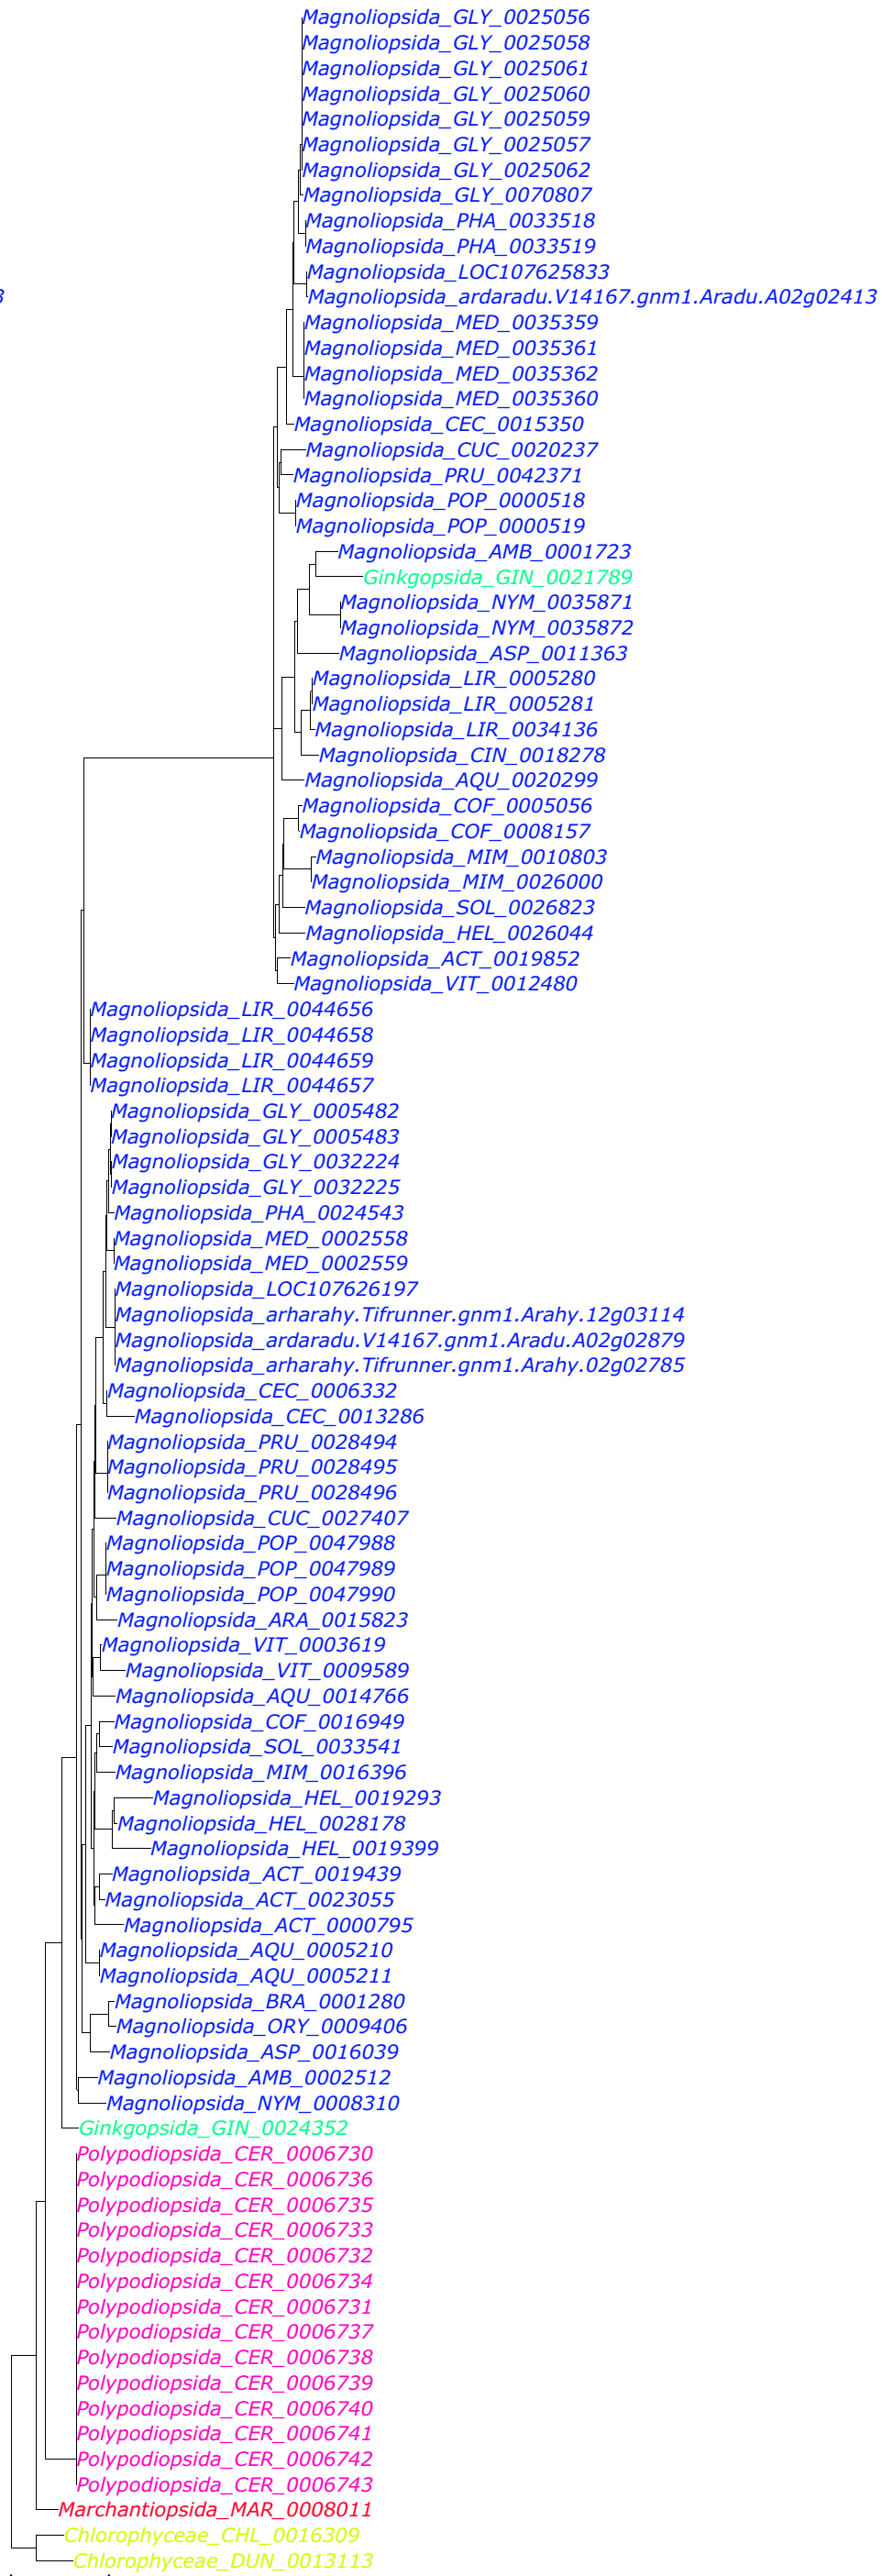 Magnoliopsida_GLY_0025056
Magnoliopsida_GLY_0025058
Magnoliopsida_GLY_0025061
Magnoliopsida_GLY_0025060
Magnoliopsida_GLY_0025059
Magnoliopsida_GLY_0025057
Magnoliopsida_GLY_0025062
Magnoliopsida_GLY_0070807
Magnoliopsida_PHA_0033518
Magnoliopsida_PHA_0033519
Magnoliopsida_LOC107625833
Magnoliopsida_ardaradu.V14167.gnm1.Aradu.A02g02413
Magnoliopsida_MED_0035359
Magnoliopsida_MED_0035361
Magnoliopsida_MED_0035362
Magnoliopsida_MED_0035360
Magnoliopsida_CEC_0015350
Magnoliopsida_CUC_0020237
Magnoliopsida_PRU_0042371
Magnoliopsida_POP_0000518
Magnoliopsida_POP_0000519
Magnoliopsida_AMB_0001723
Ginkgopsida_GIN_0021789
Magnoliopsida_NYM_0035871
Magnoliopsida_NYM_0035872
Magnoliopsida_ASP_0011363
Magnoliopsida_LIR_0005280
Magnoliopsida_LIR_0005281
Magnoliopsida_LIR_0034136
Magnoliopsida_CIN_0018278
Magnoliopsida_AQU_0020299
Magnoliopsida_COF_0005056
Magnoliopsida_COF_0008157
Magnoliopsida_MIM_0010803
Magnoliopsida_MIM_0026000
Magnoliopsida_SOL_0026823
Magnoliopsida_HEL_0026044
Magnoliopsida_ACT_0019852
Magnoliopsida_VIT_0012480
Magnoliopsida_LIR_0044656
Magnoliopsida_LIR_0044658
Magnoliopsida_LIR_0044659
Magnoliopsida_LIR_0044657
Magnoliopsida_GLY_0005482
Magnoliopsida_GLY_0005483
Magnoliopsida_GLY_0032224
Magnoliopsida_GLY_0032225
Magnoliopsida_PHA_0024543
Magnoliopsida_MED_0002558
Magnoliopsida_MED_0002559
Magnoliopsida_LOC107626197
Magnoliopsida_arharahy.Tifrunner.gnm1.Arahy.12g03114
Magnoliopsida_ardaradu.V14167.gnm1.Aradu.A02g02879
Magnoliopsida_arharahy.Tifrunner.gnm1.Arahy.02g02785
Magnoliopsida_CEC_0006332
Magnoliopsida_CEC_0013286
Magnoliopsida_PRU_0028494
Magnoliopsida_PRU_0028495
Magnoliopsida_PRU_0028496
Magnoliopsida_CUC_0027407
Magnoliopsida_POP_0047988
Magnoliopsida_POP_0047989
Magnoliopsida_POP_0047990
Magnoliopsida_ARA_0015823
Magnoliopsida_VIT_0003619
Magnoliopsida_VIT_0009589
Magnoliopsida_AQU_0014766
Magnoliopsida_COF_0016949
Magnoliopsida_SOL_0033541
Magnoliopsida_MIM_0016396
Magnoliopsida_HEL_0019293
Magnoliopsida_HEL_0028178
Magnoliopsida_HEL_0019399
Magnoliopsida_ACT_0019439
Magnoliopsida_ACT_0023055
Magnoliopsida_ACT_0000795
Magnoliopsida_AQU_0005210
Magnoliopsida_AQU_0005211
Magnoliopsida_BRA_0001280
Magnoliopsida_ORY_0009406
Magnoliopsida_ASP_0016039
Magnoliopsida_AMB_0002512
Magnoliopsida_NYM_0008310
Ginkgopsida_GIN_0024352
Polypodiopsida_CER_0006730
Polypodiopsida_CER_0006736
Polypodiopsida_CER_0006735
Polypodiopsida_CER_0006733
Polypodiopsida_CER_0006732
Polypodiopsida_CER_0006734
Polypodiopsida_CER_0006731
Polypodiopsida_CER_0006737
Polypodiopsida_CER_0006738
Polypodiopsida_CER_0006739
Polypodiopsida_CER_0006740
Polypodiopsida_CER_0006741
Polypodiopsida_CER_0006742
Polypodiopsida_CER_0006743
Marchantiopsida_MAR_0008011
Chlorophyceae_CHL_0016309
Chlorophyceae_DUN_0013113